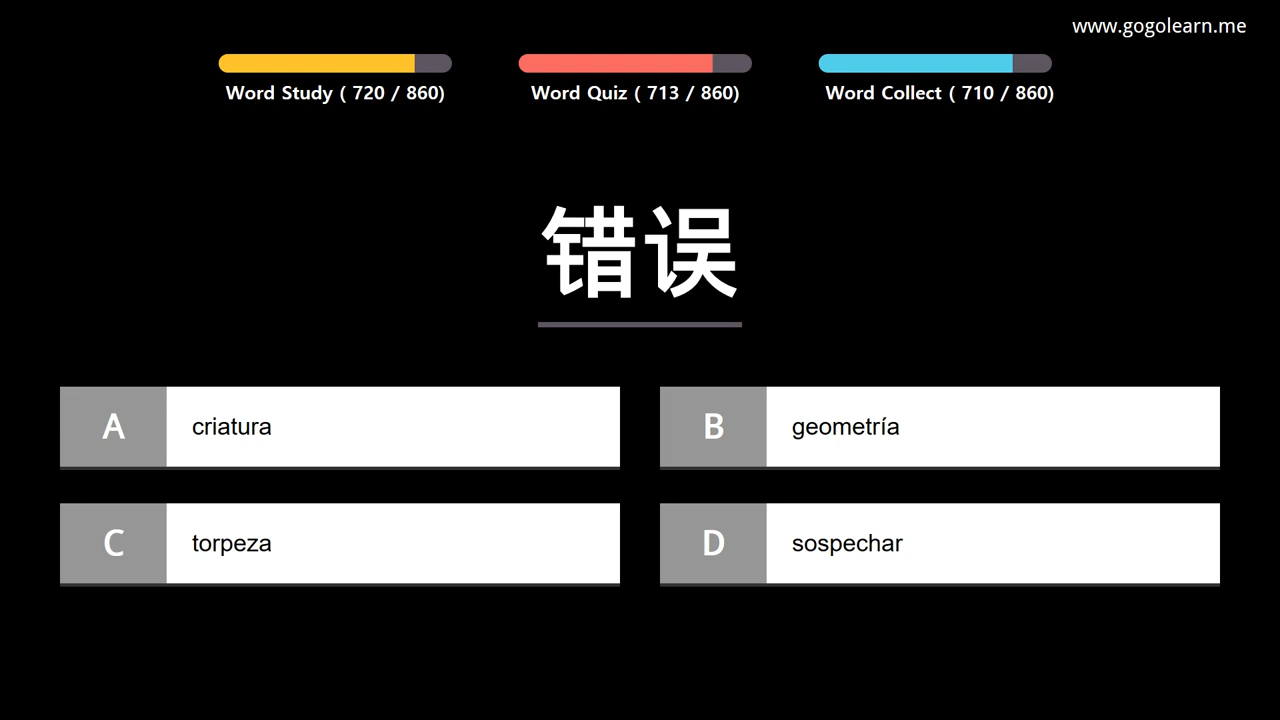 www.gogolearn.me
Word Study ( 720 / 860)
Word Quiz ( 713 / 860)
Word Collect ( 710 / 860)
错误
A criatura
B geometría
C torpeza
D sospechar